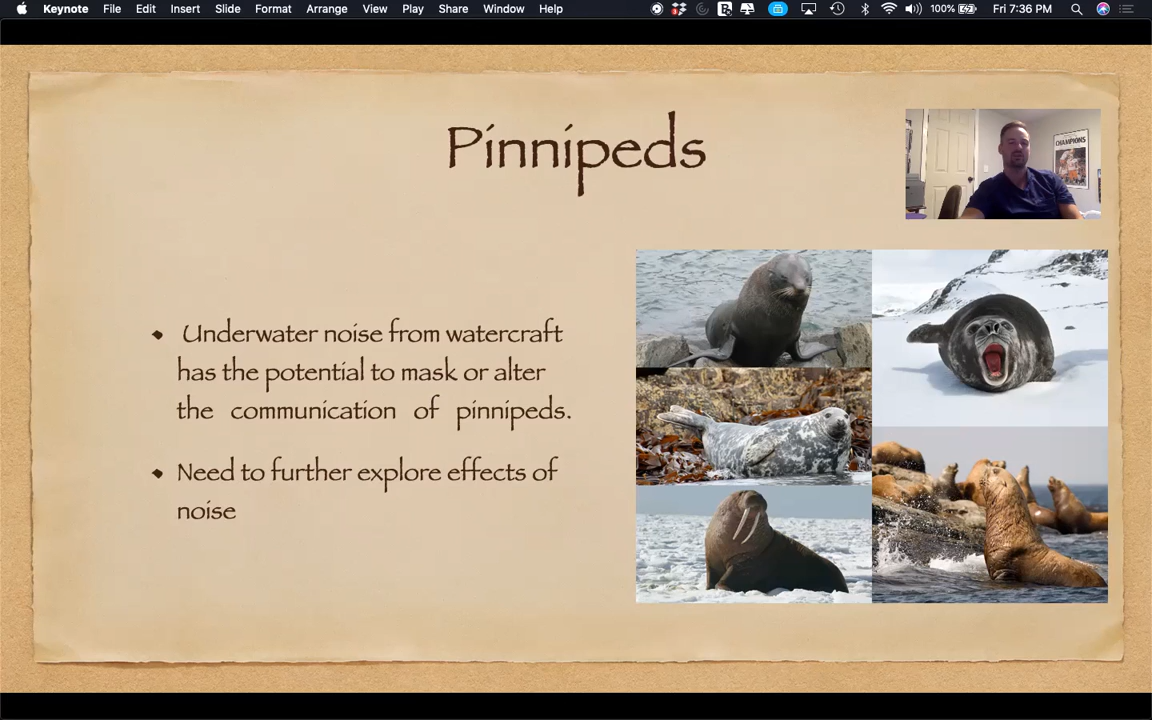 Keynote File Edit Insert Slide Format Arrange View Play Share Window Help 3 100% Fri 7:36 PM
Pinnipeds
CHAMPIONS
• Underwater noise from watercraft
has the potential to mask or alter
the communication of pinnipeds.
• Need to further explore effects of
noise